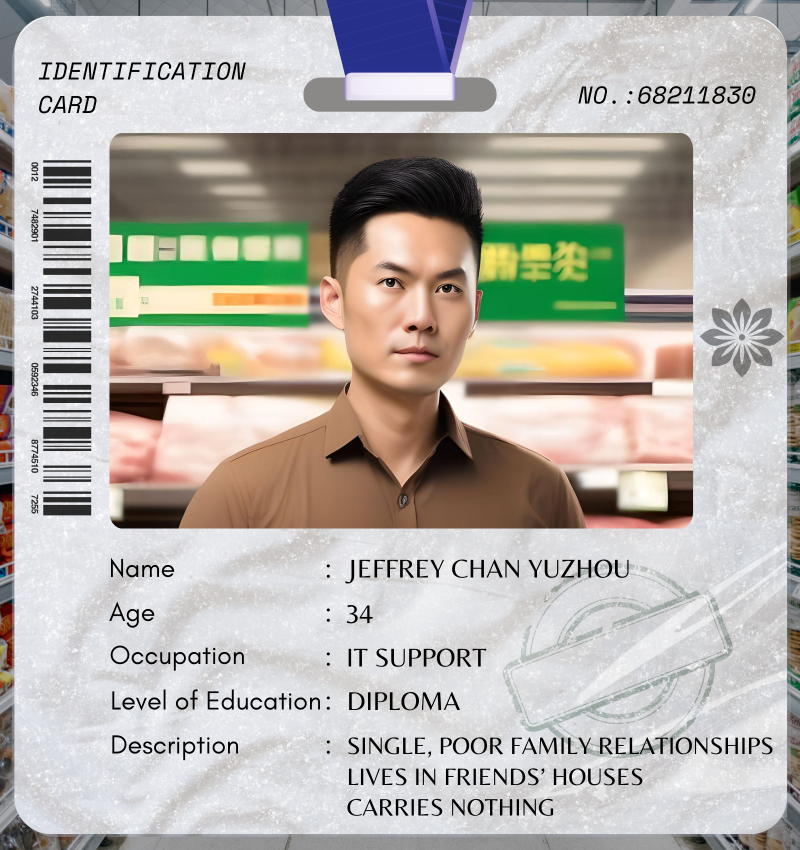 IDENTIFICATION
CARD
NO.:68211830
0012
7482901
2744103
0592346
8774510
7255
Name : JEFFREY CHAN YUZHOU
Age : 34
Occupation : IT SUPPORT
Level of Education : DIPLOMA
Description : SINGLE, POOR FAMILY RELATIONSHIPS
LIVES IN FRIENDS’ HOUSES
CARRIES NOTHING